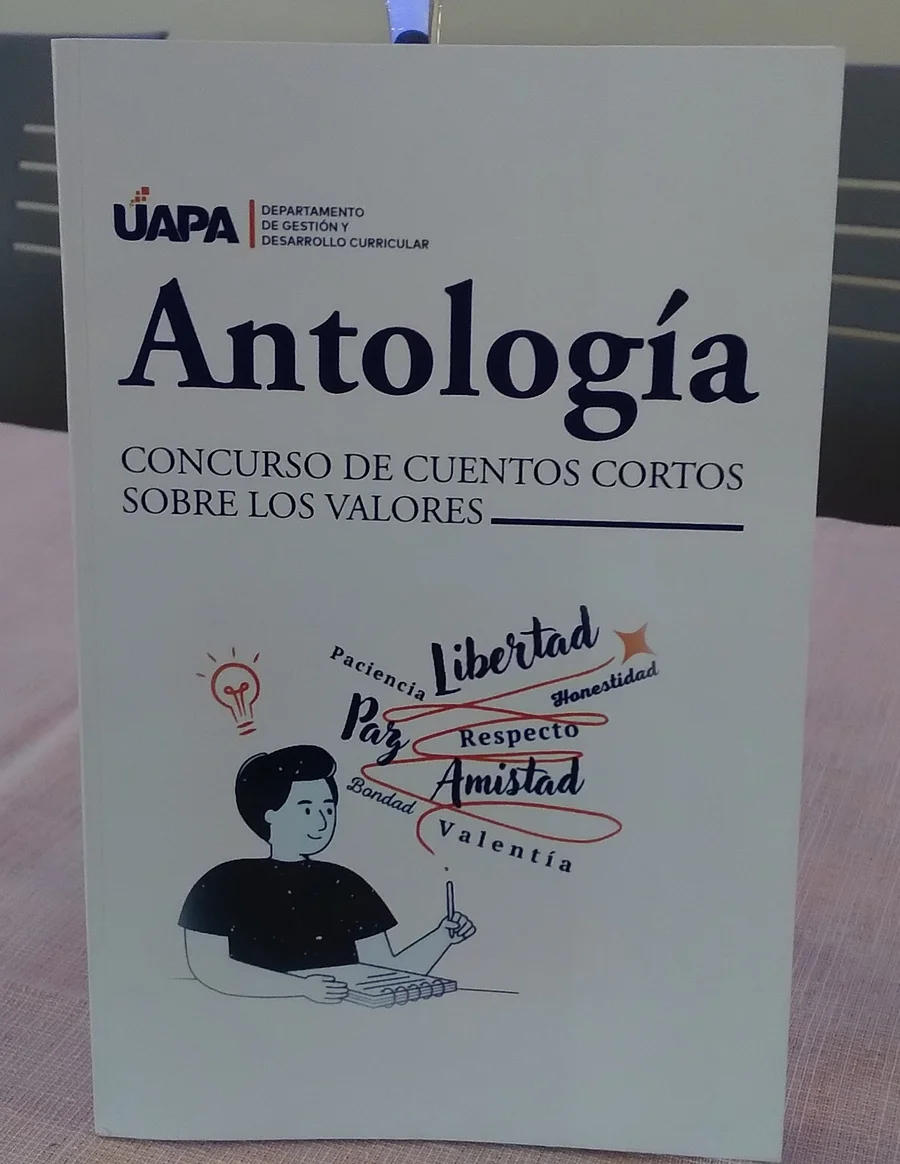 UAPA
DEPARTAMENTO
DE GESTIÓN Y
DESARROLLO CURRICULAR
Antología
CONCURSO DE CUENTOS CORTOS
SOBRE LOS VALORES
Paciencia
Libertad
Honestidad
Paz
Respecto
Amistad
Bondad
Valentía